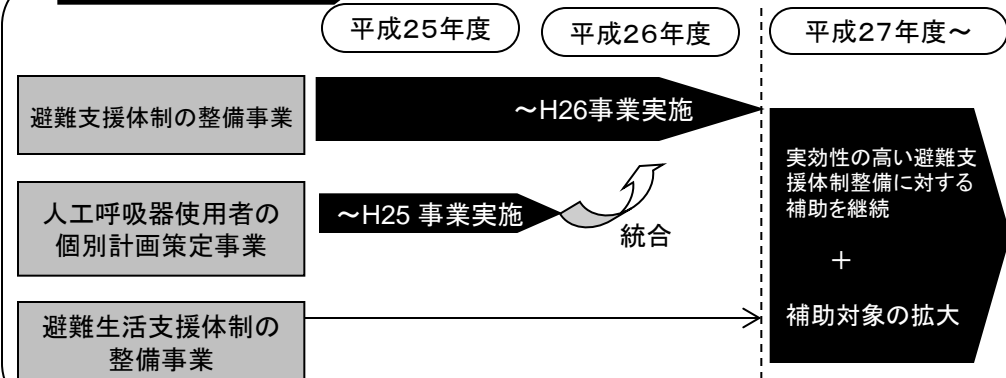 平成25年度
平成26年度
平成27年度～
避難支援体制の整備事業
～H26事業実施
人工呼吸器使用者の
個別計画策定事業
～H25 事業実施
統合
避難生活支援体制の
整備事業
実効性の高い避難支
援体制整備に対する
補助を継続
＋
補助対象の拡大